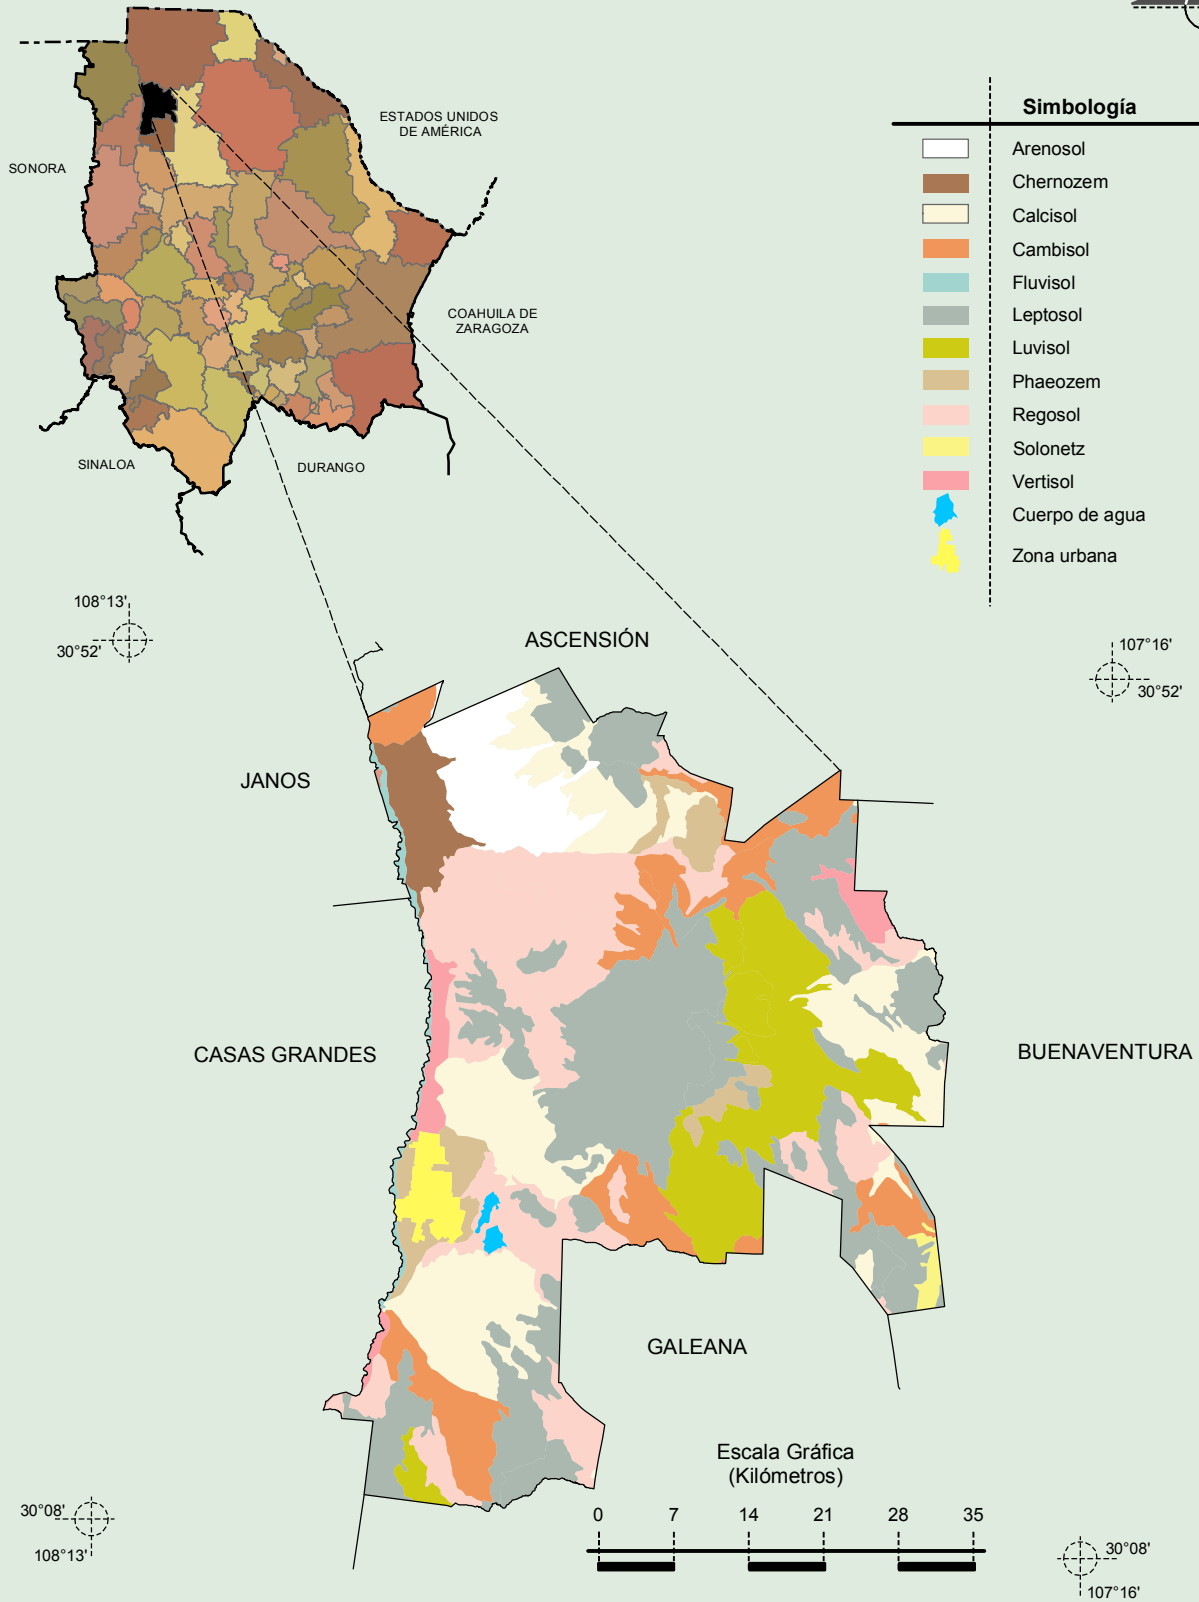 ESTADOS UNIDOS
DE AMÉRICA
SONORA
COAHUILA DE
ZARAGOZA
SINALOA
DURANGO
Simbología
Arenosol
Chernozem
Calcisol
Cambisol
Fluvisol
Leptosol
Luvisol
Phaeozem
Regosol
Solonetz
Vertisol
Cuerpo de agua
Zona urbana
108°13'
30°52'
107°16'
30°52'
ASCENSIÓN
JANOS
CASAS GRANDES
BUENAVENTURA
GALEANA
Escala Gráfica
(Kilómetros)
0 7 14 21 28 35
30°08'
108°13'
30°08'
107°16'